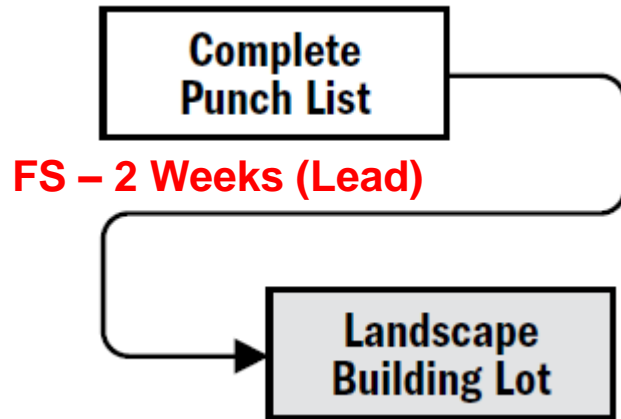 Complete
Punch List
FS – 2 Weeks (Lead)
Landscape
Building Lot